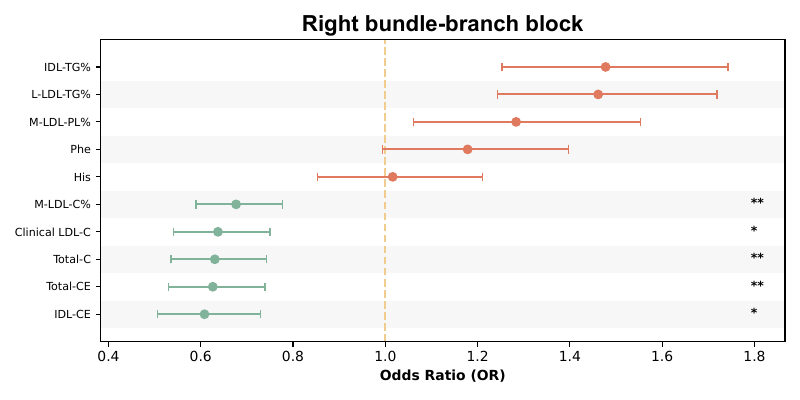 Right bundle-branch block
IDL-TG%
L-LDL-TG%
M-LDL-PL%
Phe
His
M-LDL-C% **
Clinical LDL-C *
Total-C **
Total-CE **
IDL-CE *
0.4 0.6 0.8 1.0 1.2 1.4 1.6 1.8
Odds Ratio (OR)